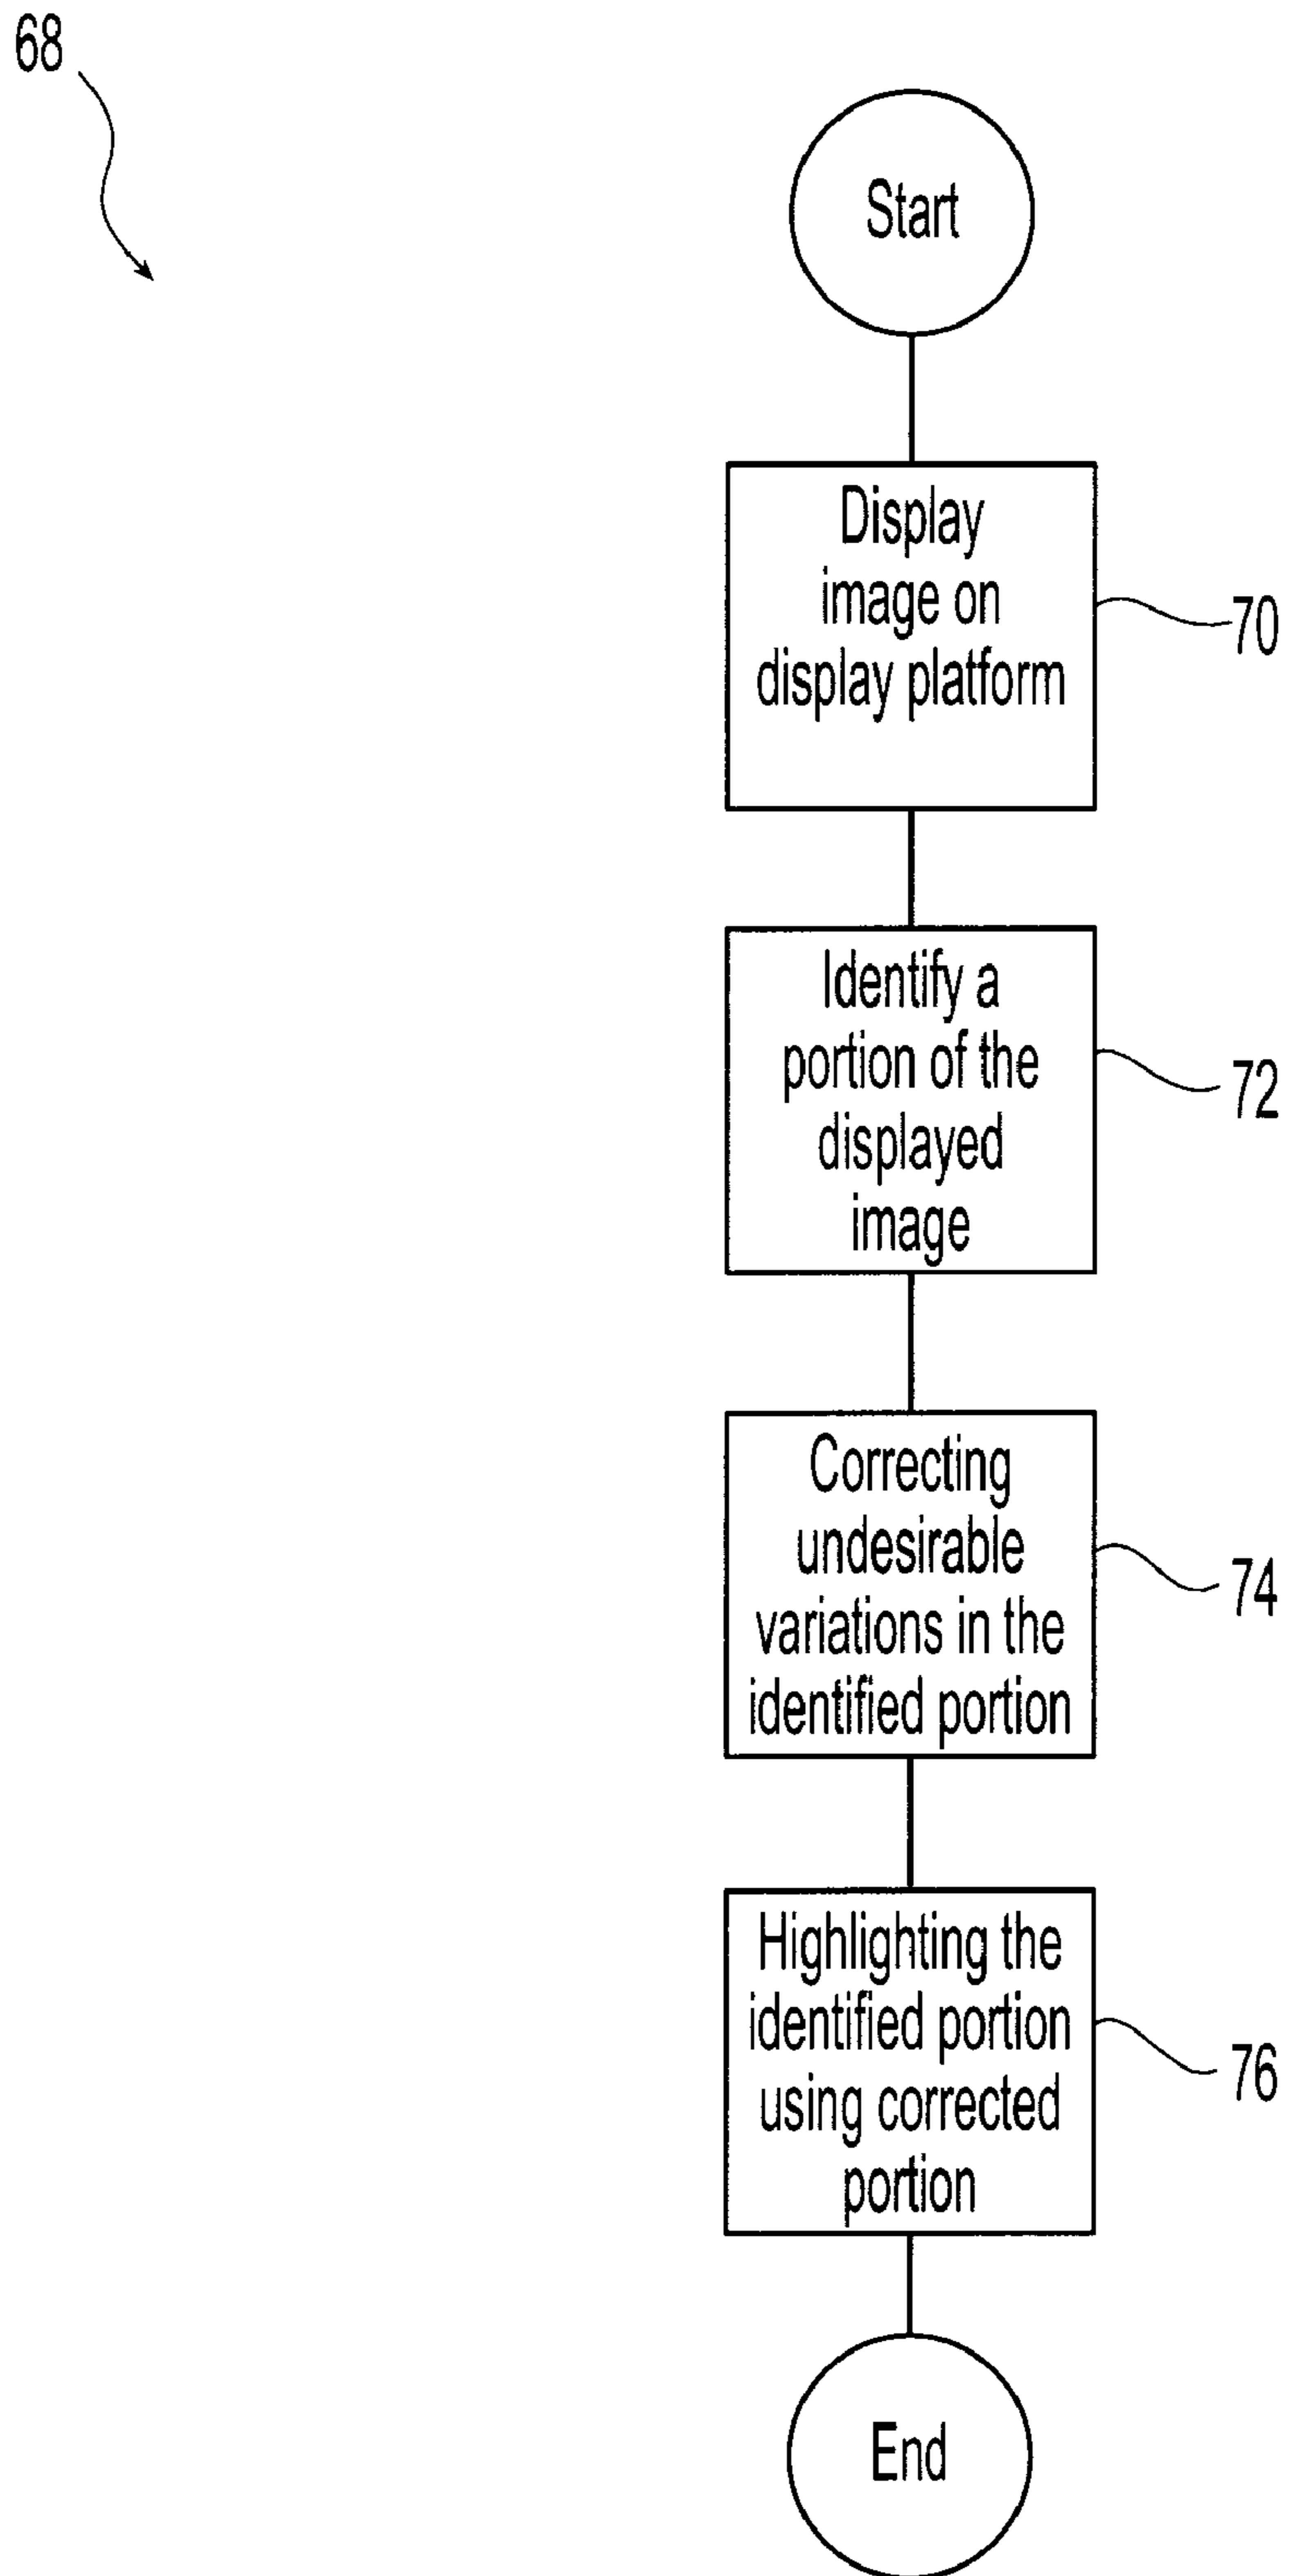 68
Start
Display
image on
display platform
70
Identify a
portion of the
displayed
image
72
Correcting
undesirable
variations in the
identified portion
74
Highlighting the
identified portion
using corrected
portion
76
End